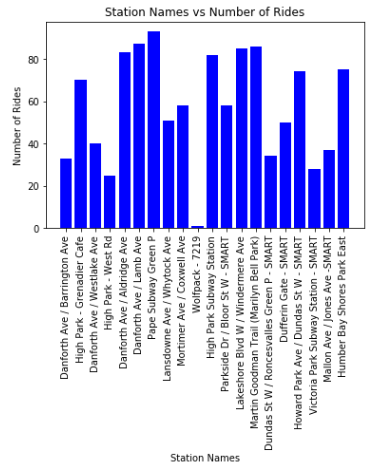 Station Names vs Number of Rides
Number of Rides
80
60
40
20
0
Danforth Ave / Barrington Ave
High Park - Grenadier Cafe
Danforth Ave / Westlake Ave
High Park - West Rd
Danforth Ave / Aldridge Ave
Danforth Ave / Lamb Ave
Pape Subway Green P
Lansdowne Ave / Whytock Ave
Mortimer Ave / Coxwell Ave
Wolfpack - 7219
High Park Subway Station
Parkside Dr / Bloor St W - SMART
Lakeshore Blvd W / Windermere Ave
Martin Goodman Trail (Marilyn Bell Park)
Dundas St W / Roncesvalles Green P - SMART
Dufferin Gate - SMART
Howard Park Ave / Dundas St W - SMART
Victoria Park Subway Station - SMART
Mallon Ave / Jones Ave -SMART
Humber Bay Shores Park East
Station Names